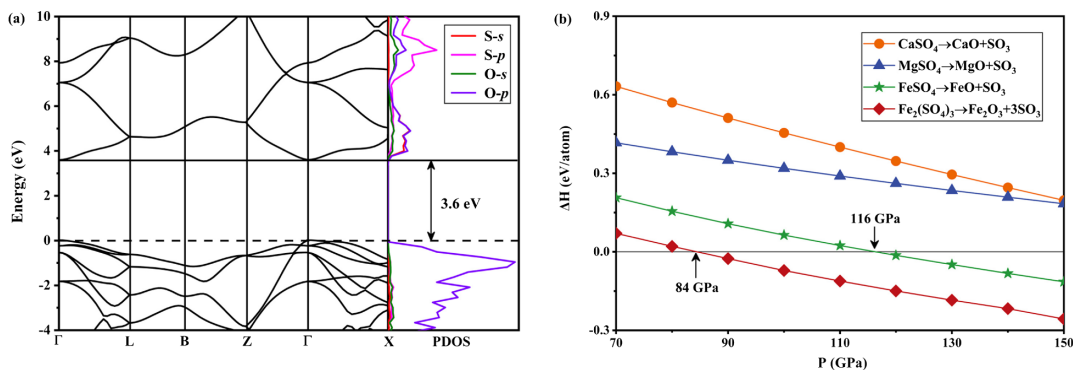 (a)
Energy (eV)
10
8
6
4
2
0
-2
-4
Γ
L
B
Z
Γ
X
PDOS
S-s
S-p
O-s
O-p
3.6 eV
(b)
ΔH (eV/atom)
0.9
0.6
0.3
0.0
-0.3
70
80
90
100
110
120
130
140
150
P (GPa)
CaSO₄→CaO+SO₃
MgSO₄→MgO+SO₃
FeSO₄→FeO+SO₃
Fe₂(SO₄)₃→Fe₂O₃+3SO₃
116 GPa
84 GPa